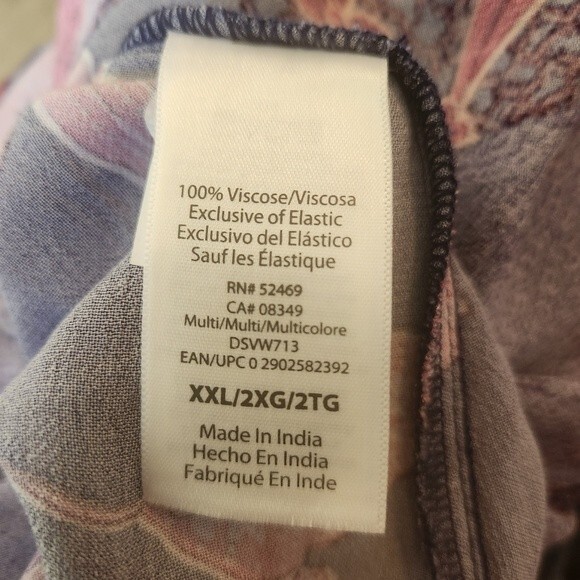 100% Viscose/Viscosa
Exclusive of Elastic
Exclusivo del Elástico
Sauf les Élastique
RN# 52469
CA# 08349
Multi/Multi/Multicolore
DSVW713
EAN/UPC 0 2902582392
XXL/2XG/2TG
Made In India
Hecho En India
Fabriqué En Inde